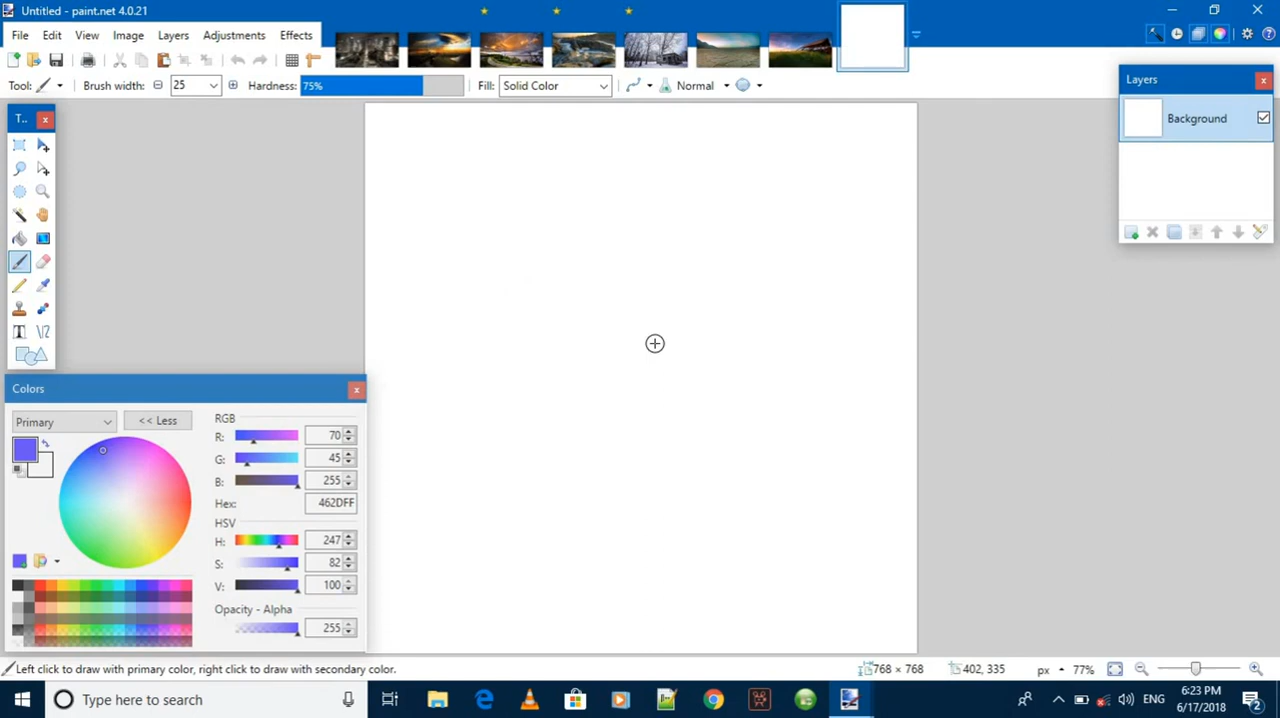 Untitled - paint.net 4.0.21
File Edit View Image Layers Adjustments Effects
Tool: Brush width: 25 Hardness: 75% Fill: Solid Color Normal
T..
Layers
Background
Colors
Primary
<< Less
RGB
R: 70
G: 45
B: 255
Hex: 462DFF
HSV
H: 247
S: 82
V: 100
Opacity - Alpha
255
Left click to draw with primary color, right click to draw with secondary color.
768 × 768
402, 335
px
77%
Type here to search
ENG
6:23 PM
6/17/2018
2